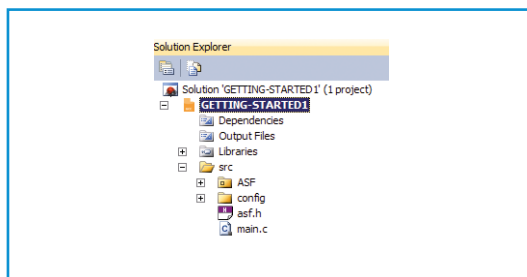 Solution Explorer
Solution 'GETTING-STARTED1' (1 project)
GETTING-STARTED1
Dependencies
Output Files
Libraries
src
ASF
config
asf.h
main.c